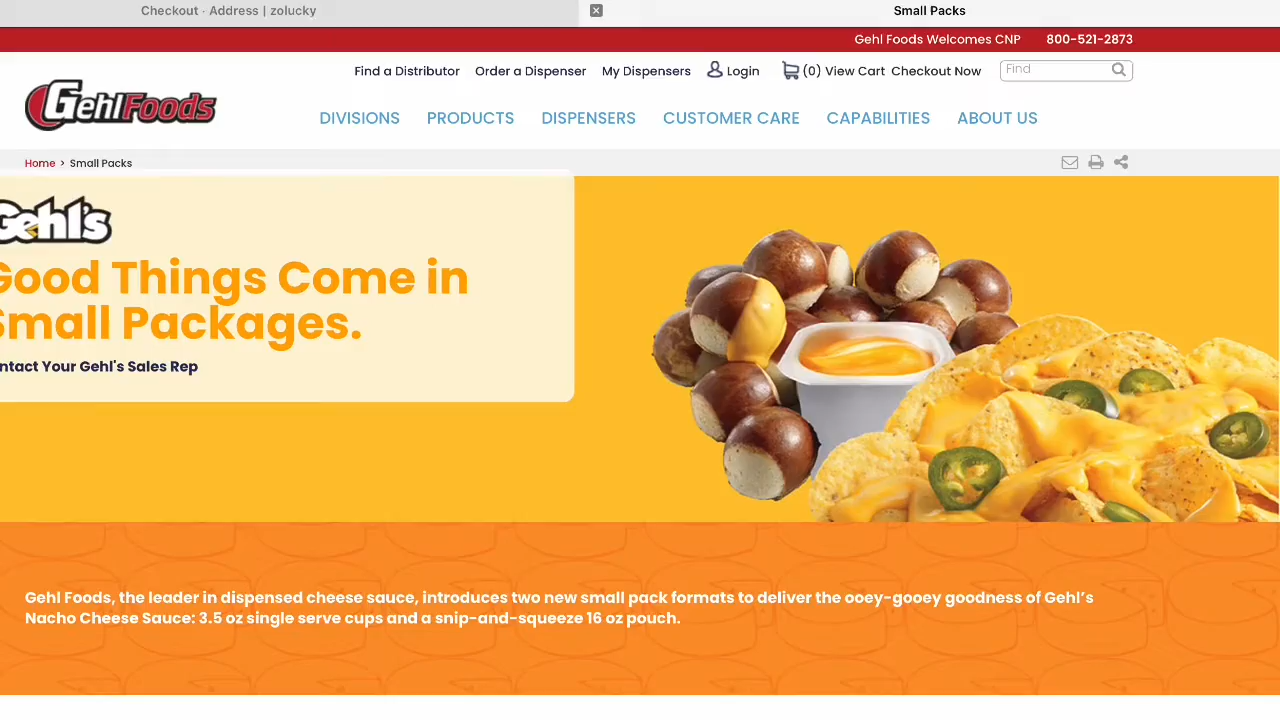 Checkout - Address | zolucky
Small Packs
Gehl Foods Welcomes CNP 800-521-2873
Find a Distributor Order a Dispenser My Dispensers Login (0) View Cart Checkout Now Find
GehlFoods
DIVISIONS PRODUCTS DISPENSERS CUSTOMER CARE CAPABILITIES ABOUT US
Home > Small Packs
Gehl's
Good Things Come in
Small Packages.
ntact Your Gehl's Sales Rep
Gehl Foods, the leader in dispensed cheese sauce, introduces two new small pack formats to deliver the ooey-gooey goodness of Gehl's
Nacho Cheese Sauce: 3.5 oz single serve cups and a snip-and-squeeze 16 oz pouch.